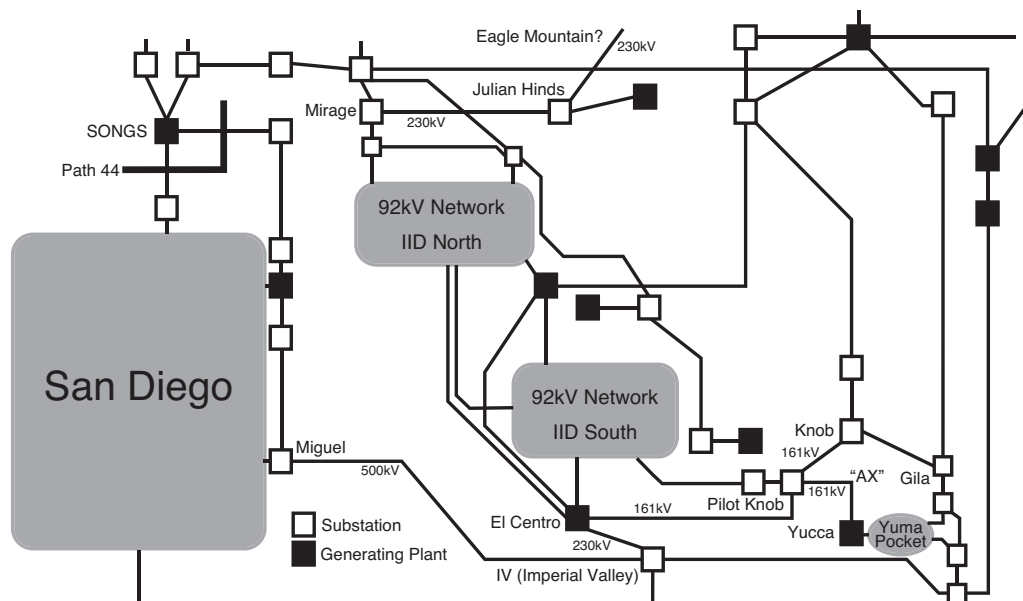 Eagle Mountain?
230kV
Julian Hinds
Mirage
230kV
SONGS
Path 44
92kV Network
IID North
San Diego
92kV Network
IID South
Knob
161kV
Miguel
500kV
"AX"
Gila
161kV
Pilot Knob
Substation
El Centro
161kV
Yucca
Yuma
Pocket
Generating Plant
230kV
IV (Imperial Valley)